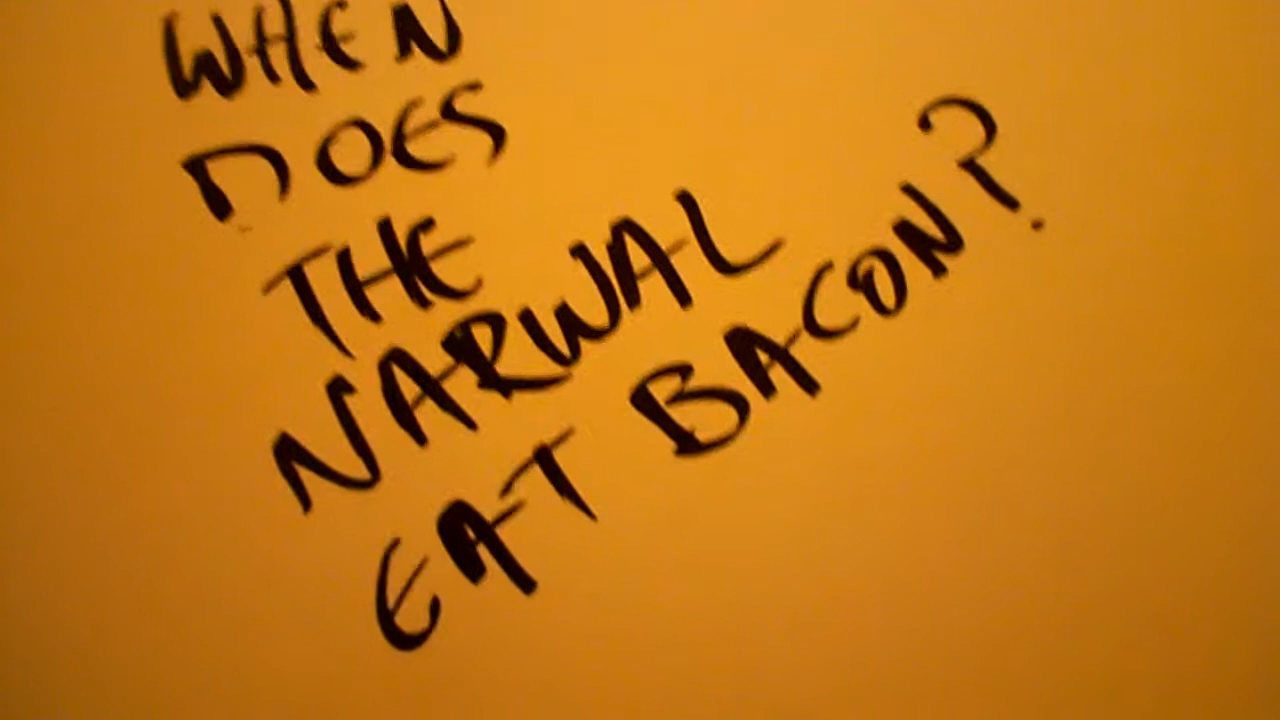 WHEN
DOES
THE
NARWAL
EAT BACON?